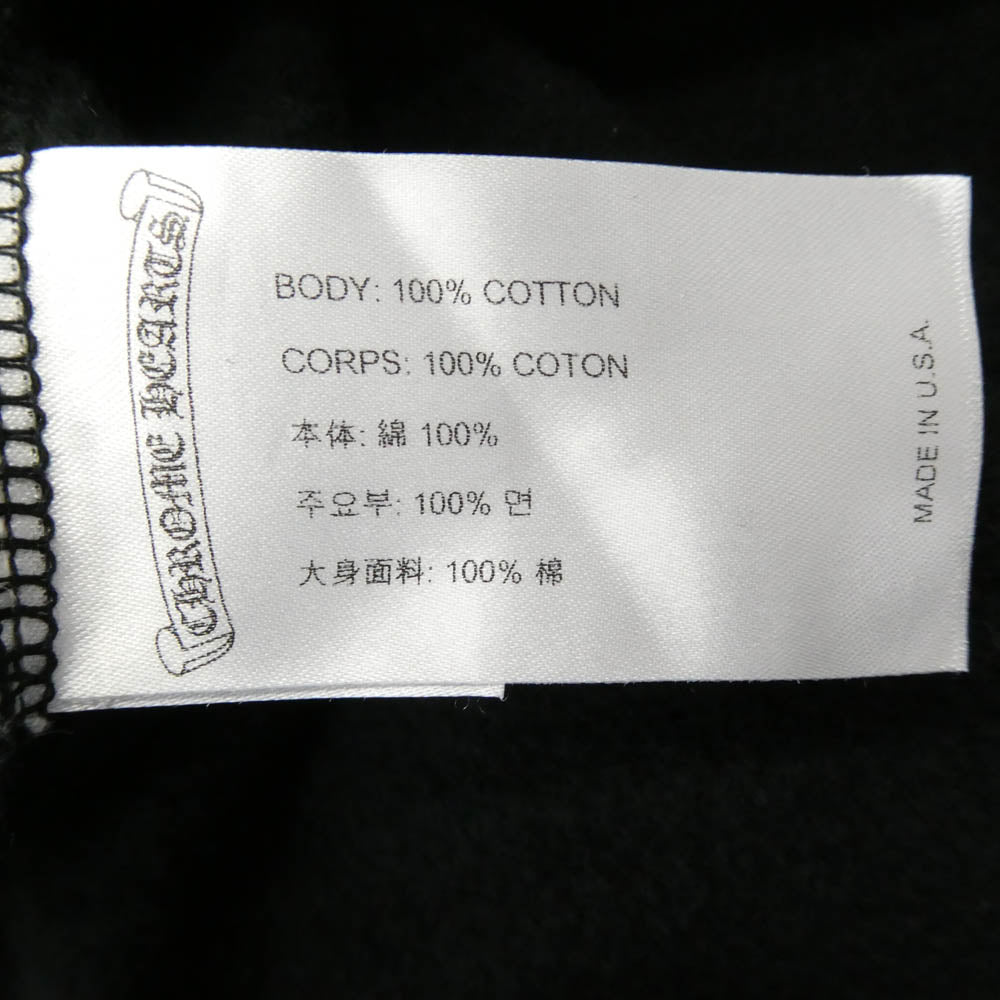 CHROME HEARTS
BODY: 100% COTTON
CORPS: 100% COTON
本体: 綿 100%
주요부: 100% 면
大身面料: 100% 棉
MADE IN U.S.A.